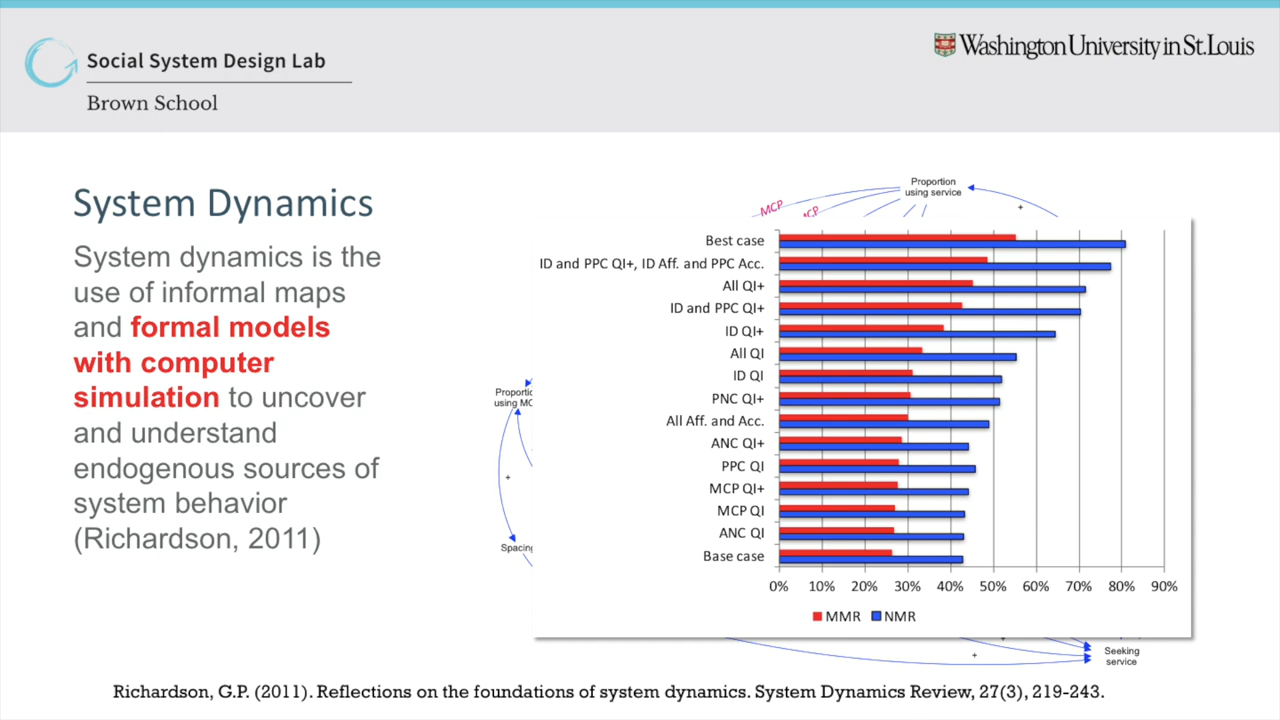 Social System Design Lab
Brown School
Washington University in St. Louis
System Dynamics
System dynamics is the
use of informal maps
and formal models
with computer
simulation to uncover
and understand
endogenous sources of
system behavior
(Richardson, 2011)
Proportion
using service
MCP
+
Best case
ID and PPC QI+, ID Aff. and PPC Acc.
All QI+
ID and PPC QI+
ID QI+
All QI
ID QI
PNC QI+
All Aff. and Acc.
ANC QI+
PPC QI
MCP QI+
MCP QI
ANC QI
Base case
0% 10% 20% 30% 40% 50% 60% 70% 80% 90%
MMR NMR
using
+
Spacing
+
Seeking
service
Richardson, G.P. (2011). Reflections on the foundations of system dynamics. System Dynamics Review, 27(3), 219-243.